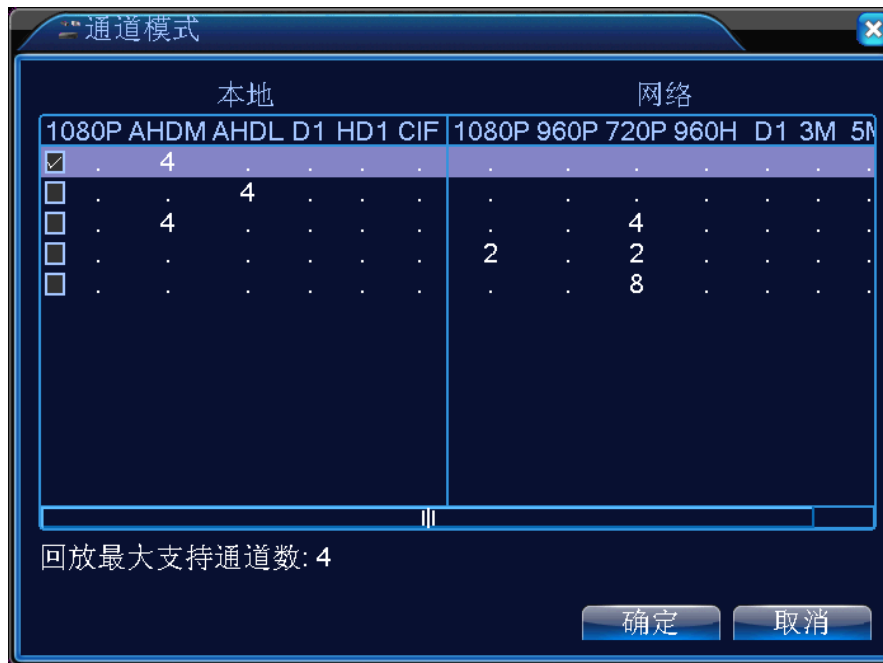 通道模式
本地 网络
1080P AHDM AHDL D1 HD1 CIF 1080P 960P 720P 960H D1 3M 5M
. 4 . . . . . . . . . . .
. . 4 . . . . . . . . . .
. 4 . . . . . . 4 . . . .
. . . . . . 2 . 2 . . . .
. . . . . . . . 8 . . . .
回放最大支持通道数: 4
确定 取消